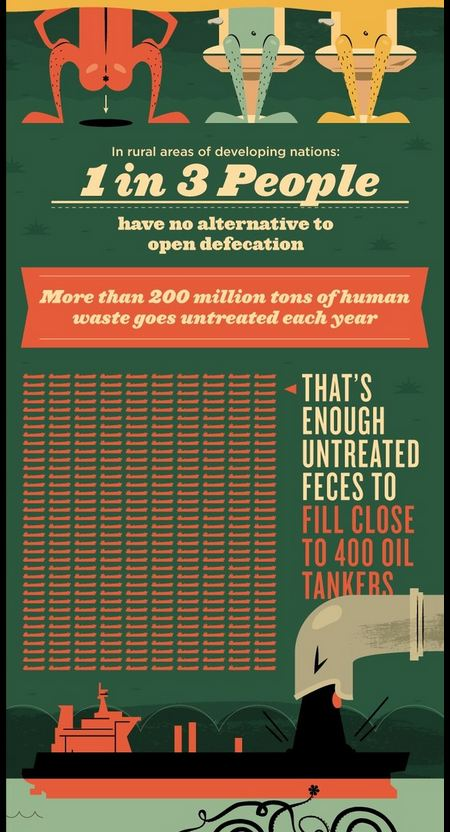 In rural areas of developing nations:
1 in 3 People
have no alternative to
open defecation
More than 200 million tons of human
waste goes untreated each year
THAT'S
ENOUGH
UNTREATED
FECES TO
FILL CLOSE
TO 400 OIL
TANKERS